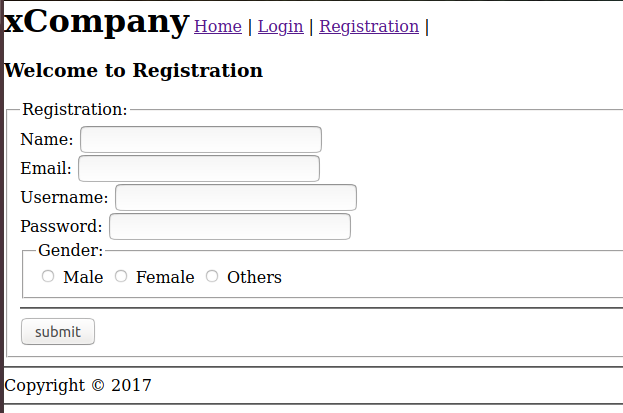 xCompany Home | Login | Registration |
Welcome to Registration
Registration:
Name:
Email:
Username:
Password:
Gender:
Male Female Others
submit
Copyright © 2017